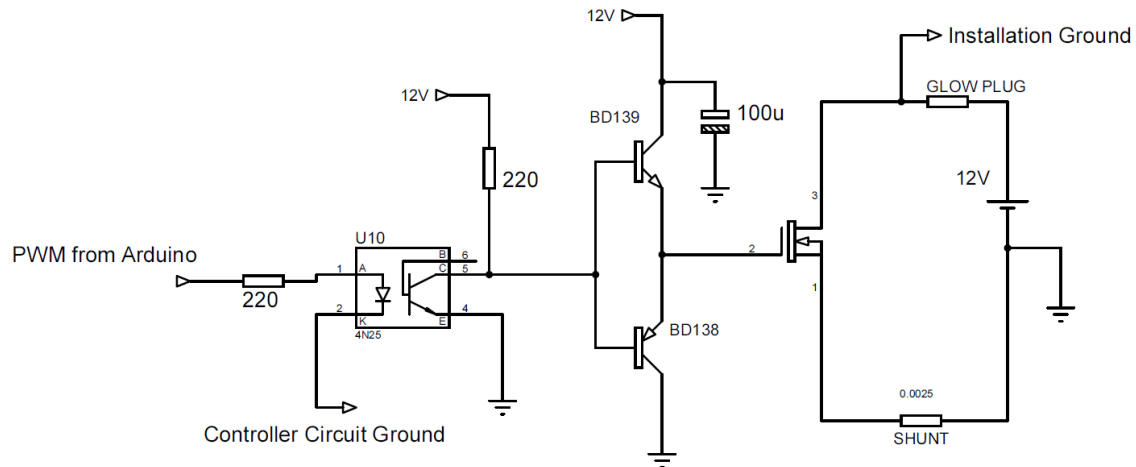 12V
Installation Ground
GLOW PLUG
12V
100u
BD139
220
3
12V
PWM from Arduino
U10
B
6
A
C
5
1
2
220
2
K
E
4
4N25
1
BD138
0.0025
Controller Circuit Ground
SHUNT